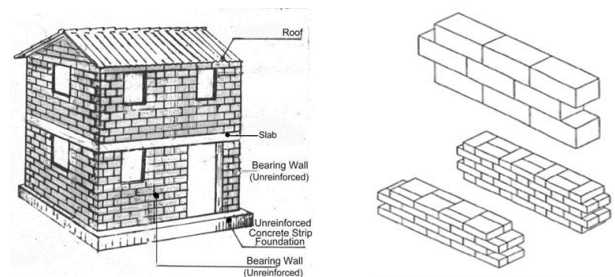 Roof
Slab
Bearing Wall
(Unreinforced)
Unreinforced
Concrete Strip
Foundation
Bearing Wall
(Unreinforced)